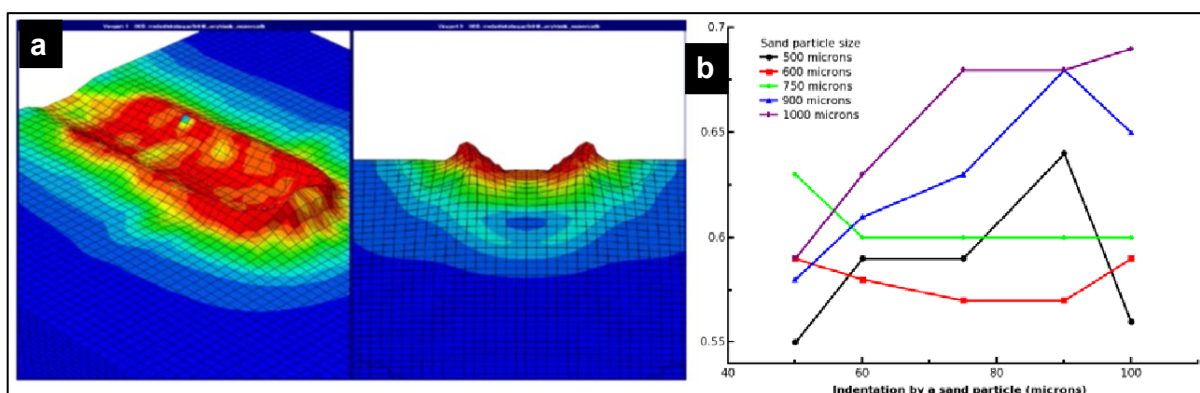 a
b
Sand particle size
500 microns
600 microns
750 microns
900 microns
1000 microns
0.7
0.65
0.6
0.55
40
60
80
100
Indentation by a sand particle (microns)